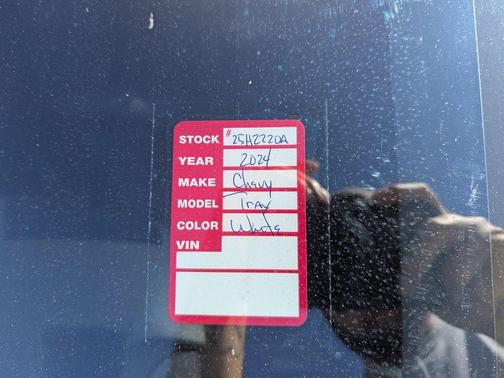 STOCK #25H2220A
YEAR 2024
MAKE Chevy
MODEL Trax
COLOR White
VIN